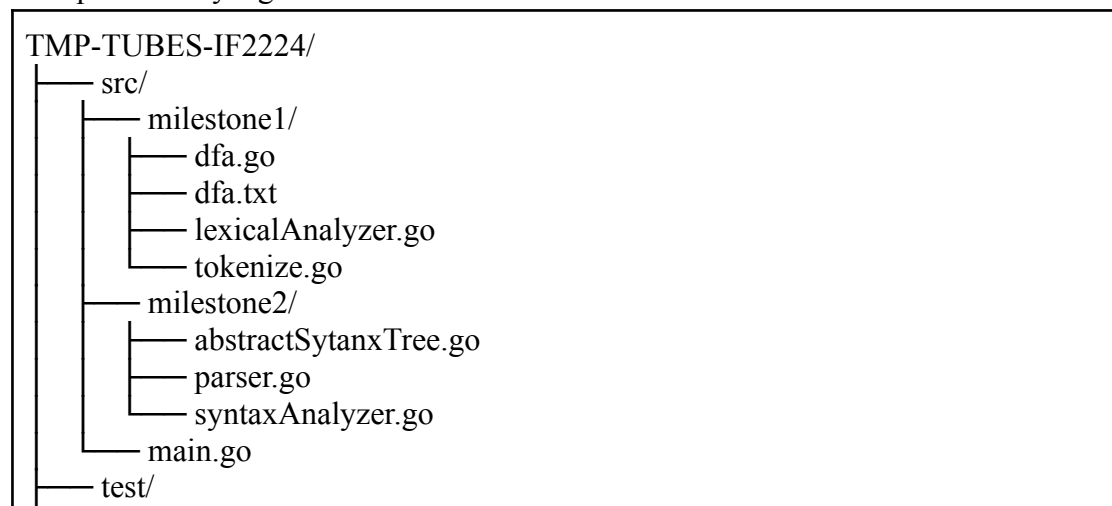 TMP-TUBES-IF2224/
├── src/
│   ├── milestone1/
│   │   ├── dfa.go
│   │   ├── dfa.txt
│   │   ├── lexicalAnalyzer.go
│   │   └── tokenize.go
│   ├── milestone2/
│   │   ├── abstractSytanxTree.go
│   │   ├── parser.go
│   │   └── syntaxAnalyzer.go
│   └── main.go
├── test/